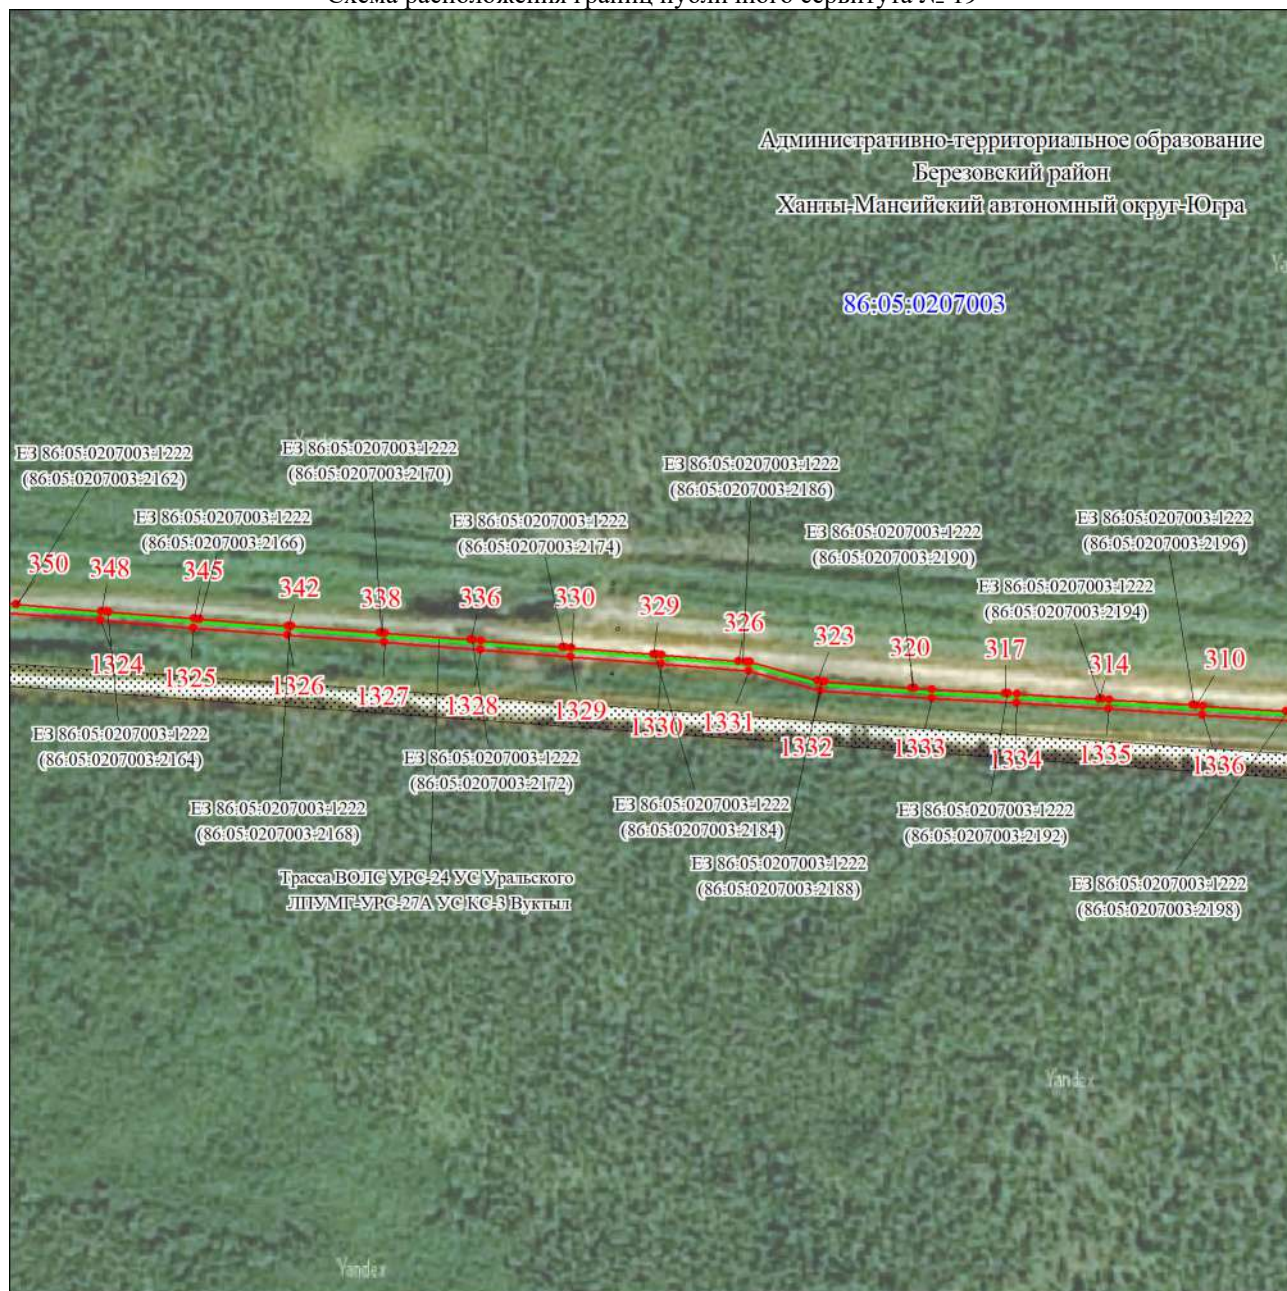 Схема расположения границ публичного сервитута № 19
Административно-территориальное образование
Березовский район
Ханты-Мансийский автономный округ-Югра
86:05:0207003
ЕЗ 86:05:0207003:1222
(86:05:0207003:2162)
ЕЗ 86:05:0207003:1222
(86:05:0207003:2170)
ЕЗ 86:05:0207003:1222
(86:05:0207003:2186)
ЕЗ 86:05:0207003:1222
(86:05:0207003:2166)
ЕЗ 86:05:0207003:1222
(86:05:0207003:2174)
ЕЗ 86:05:0207003:1222
(86:05:0207003:2190)
ЕЗ 86:05:0207003:1222
(86:05:0207003:2196)
ЕЗ 86:05:0207003:1222
(86:05:0207003:2194)
350
348
345
342
338
336
330
329
326
323
320
317
314
310
1324
1325
1326
1327
1328
1329
1330
1331
1332
1333
1334
1335
1336
ЕЗ 86:05:0207003:1222
(86:05:0207003:2164)
ЕЗ 86:05:0207003:1222
(86:05:0207003:2172)
ЕЗ 86:05:0207003:1222
(86:05:0207003:2168)
ЕЗ 86:05:0207003:1222
(86:05:0207003:2184)
ЕЗ 86:05:0207003:1222
(86:05:0207003:2192)
ЕЗ 86:05:0207003:1222
(86:05:0207003:2188)
Трасса ВОЛС УРС-24 УС Уральского
ЛПУМГ-УРС-27А УС КС-3 Вуктыл
ЕЗ 86:05:0207003:1222
(86:05:0207003:2198)
Yandex
Yandex